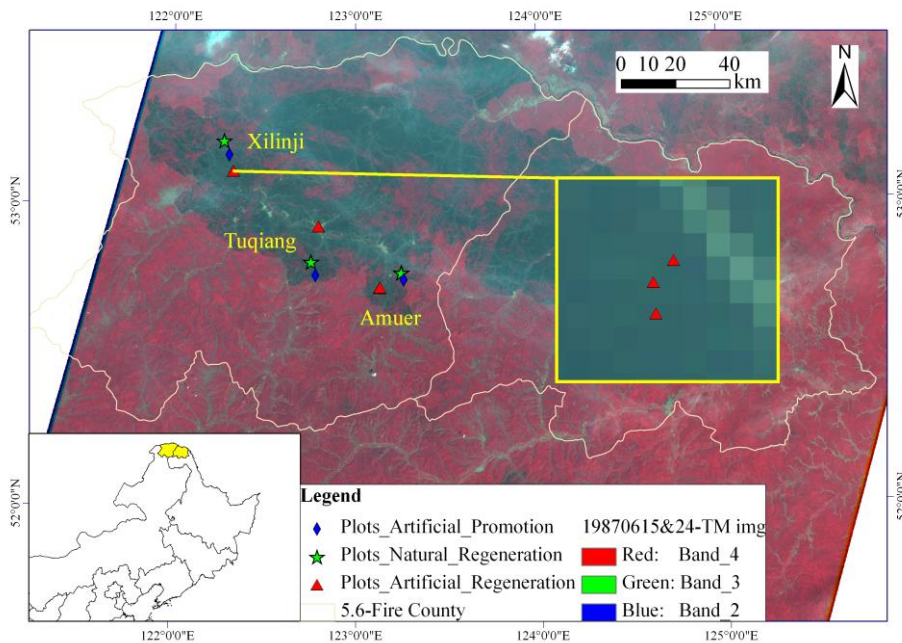 122°0'0"E 123°0'0"E 124°0'0"E 125°0'0"E
0 10 20 40
km
N
Xilinji
53°0'0"N
53°0'0"N
Tuqiang
Amuer
52°0'0"N
52°0'0"N
Legend
Plots_Artificial_Promotion
Plots_Natural_Regeneration
Plots_Artificial_Regeneration
5.6-Fire County
19870615&24-TM img
Red: Band_4
Green: Band_3
Blue: Band_2
122°0'0"E 123°0'0"E 124°0'0"E 125°0'0"E